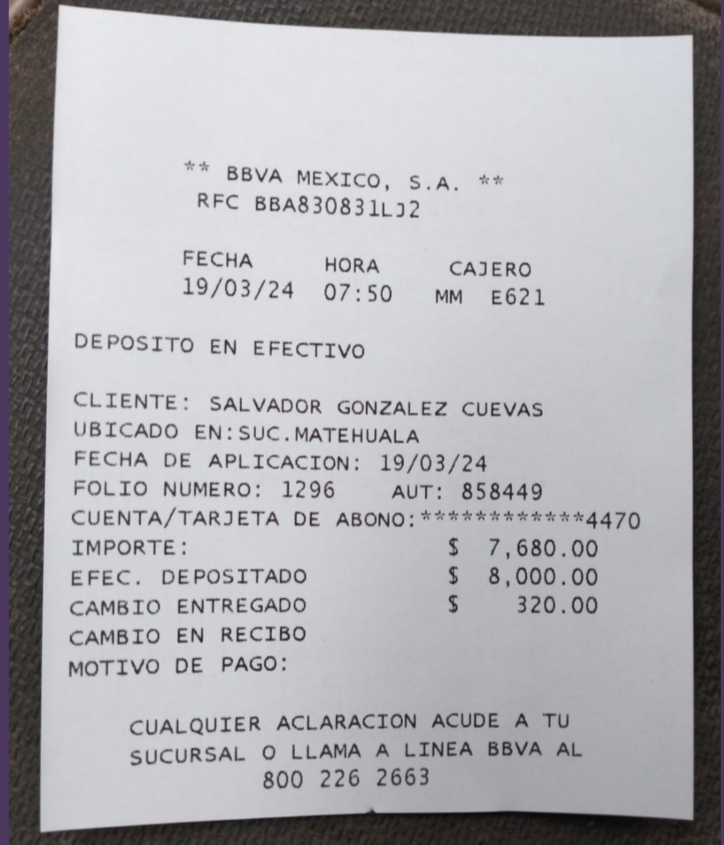 ** BBVA MEXICO, S.A. **
RFC BBA830831LJ2
FECHA HORA CAJERO
19/03/24 07:50 MM E621
DEPOSITO EN EFECTIVO
CLIENTE: SALVADOR GONZALEZ CUEVAS
UBICADO EN:SUC.MATEHUALA
FECHA DE APLICACION: 19/03/24
FOLIO NUMERO: 1296 AUT: 858449
CUENTA/TARJETA DE ABONO:************4470
IMPORTE: $ 7,680.00
EFEC. DEPOSITADO $ 8,000.00
CAMBIO ENTREGADO $ 320.00
CAMBIO EN RECIBO
MOTIVO DE PAGO:
CUALQUIER ACLARACION ACUDE A TU
SUCURSAL O LLAMA A LINEA BBVA AL
800 226 2663